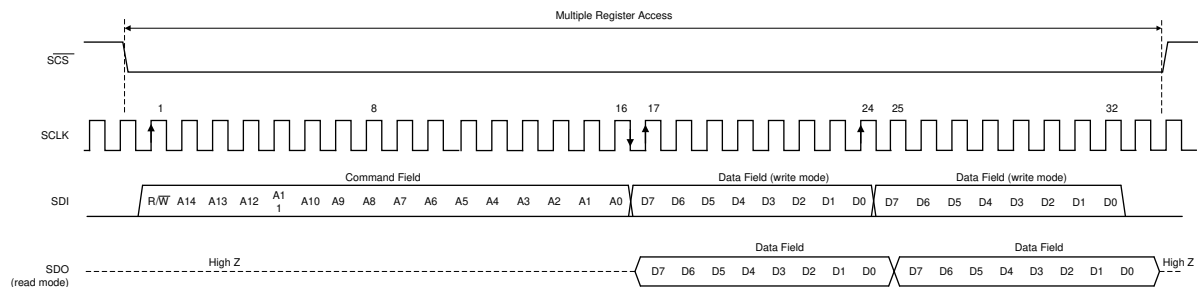 Multiple Register Access
SCS
1 8 16 17 24 25 32
SCLK
Command Field Data Field (write mode) Data Field (write mode)
SDI R/W A14 A13 A12 A1 A10 A9 A8 A7 A6 A5 A4 A3 A2 A1 A0 D7 D6 D5 D4 D3 D2 D1 D0 D7 D6 D5 D4 D3 D2 D1 D0
1
Data Field Data Field
High Z High Z
SDO D7 D6 D5 D4 D3 D2 D1 D0 D7 D6 D5 D4 D3 D2 D1 D0
(read mode)